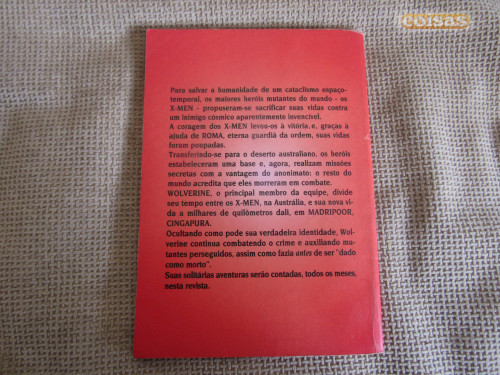 coisas
Para salvar a humanidade de um cataclismo espaço-
temporal, os maiores heróis mutantes do mundo - os
X-MEN - propuseram-se sacrificar suas vidas contra
um inimigo cósmico aparentemente invencível.
A coragem dos X-MEN levou-os à vitória, e, graças à
ajuda de ROMA, eterna guardiã da ordem, suas vidas
foram poupadas.
Transferindo-se para o deserto australiano, os heróis
estabeleceram uma base e, agora, realizam missões
secretas com a vantagem do anonimato: o resto do
mundo acredita que eles morreram em combate.
WOLVERINE, o principal membro da equipe, divide
seu tempo entre os X-MEN, na Austrália, e sua nova vi-
da a milhares de quilômetros dali, em MADRIPOOR,
CINGAPURA.
Ocultando como pode sua verdadeira identidade, Wol-
verine continua combatendo o crime e auxiliando mu-
tantes perseguidos, assim como fazia antes de ser "dado
como morto".
Suas solitárias aventuras serão contadas, todos os meses,
nesta revista.